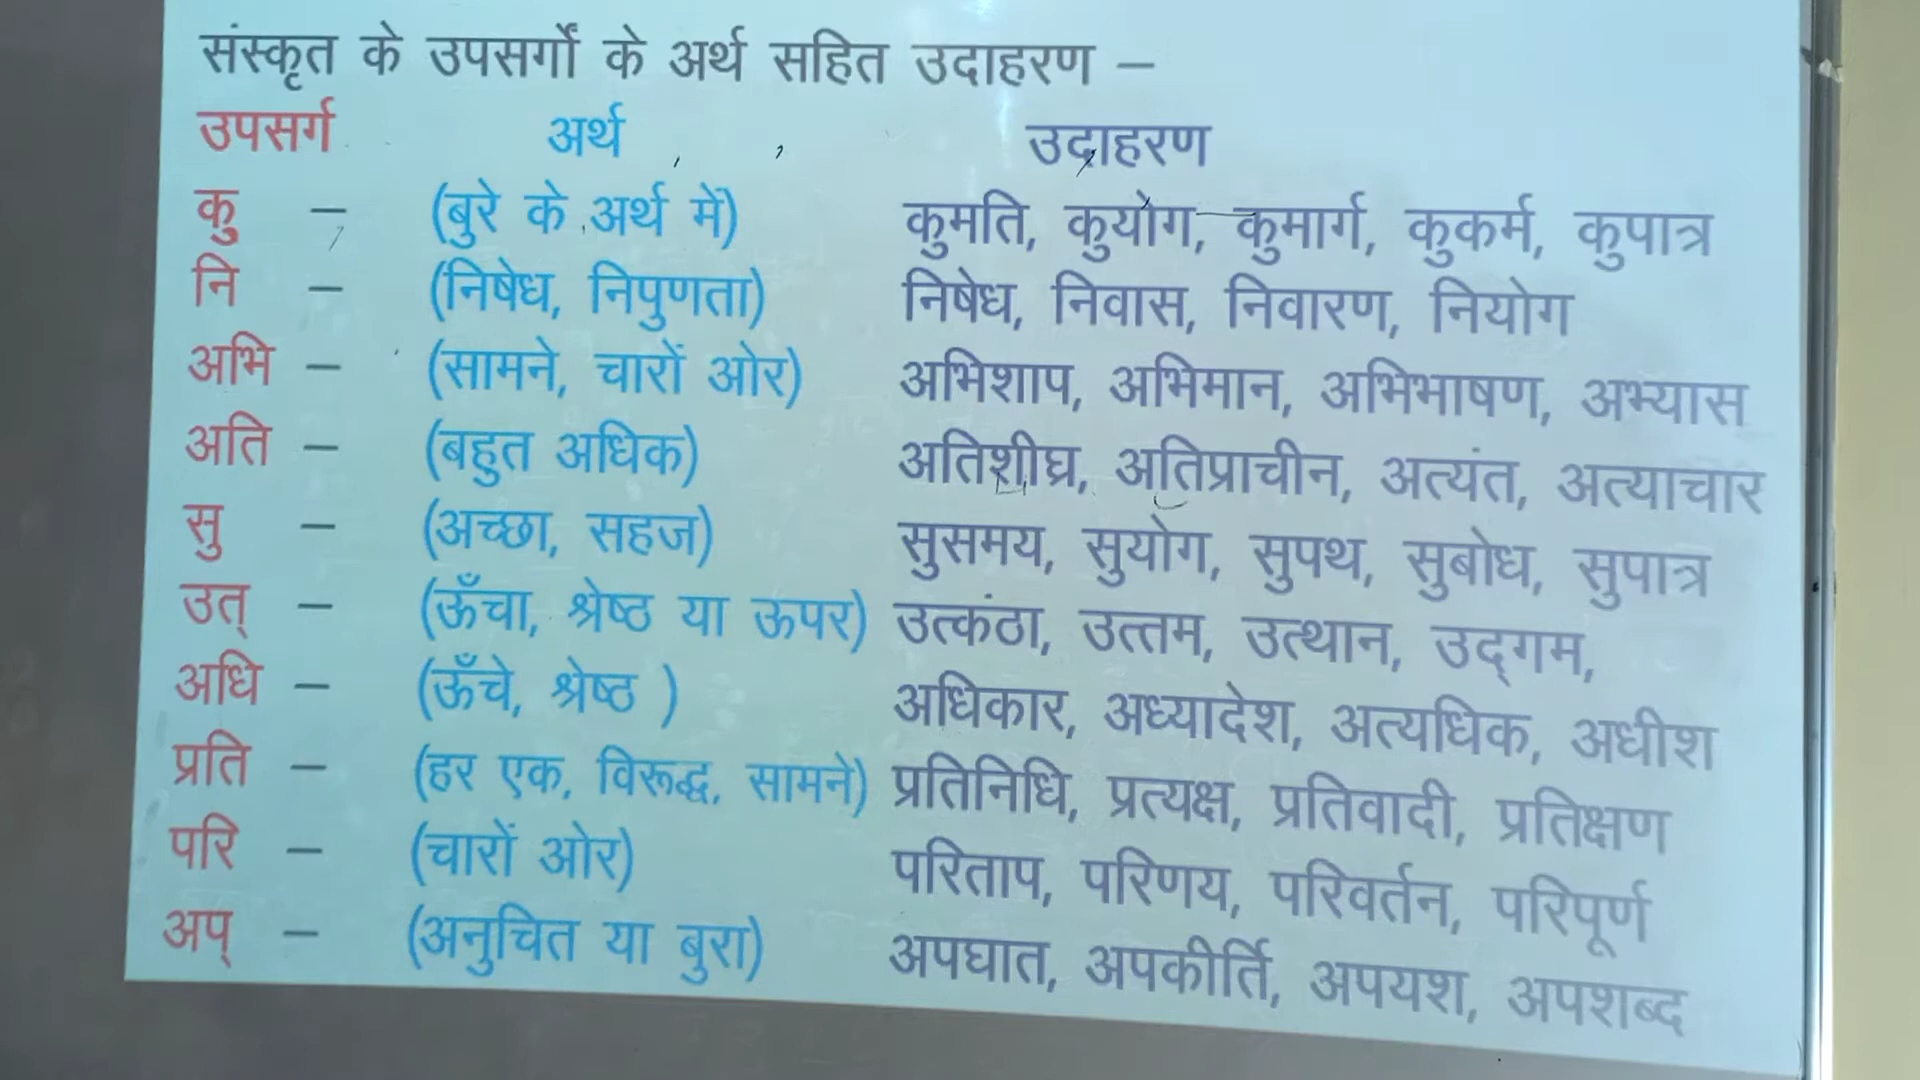 संस्कृत के उपसर्गों के अर्थ सहित उदाहरण –
उपसर्ग अर्थ उदाहरण
कु – (बुरे के अर्थ में) कुमति, कुयोग, कुमार्ग, कुकर्म, कुपात्र
नि – (निषेध, निपुणता) निषेध, निवास, निवारण, नियोग
अभि – (सामने, चारों ओर) अभिशाप, अभिमान, अभिभाषण, अभ्यास
अति – (बहुत अधिक) अतिशीघ्र, अतिप्राचीन, अत्यंत, अत्याचार
सु – (अच्छा, सहज) सुसमय, सुयोग, सुपथ, सुबोध, सुपात्र
उत् – (ऊँचा, श्रेष्ठ या ऊपर) उत्कंठा, उत्तम, उत्थान, उद्‌गम,
अधि – (ऊँचे, श्रेष्ठ ) अधिकार, अध्यादेश, अत्यधिक, अधीश
प्रति – (हर एक, विरूद्ध, सामने) प्रतिनिधि, प्रत्यक्ष, प्रतिवादी, प्रतिक्षण
परि – (चारों ओर) परिताप, परिणय, परिवर्तन, परिपूर्ण
अप् – (अनुचित या बुरा) अपघात, अपकीर्ति, अपयश, अपशब्द